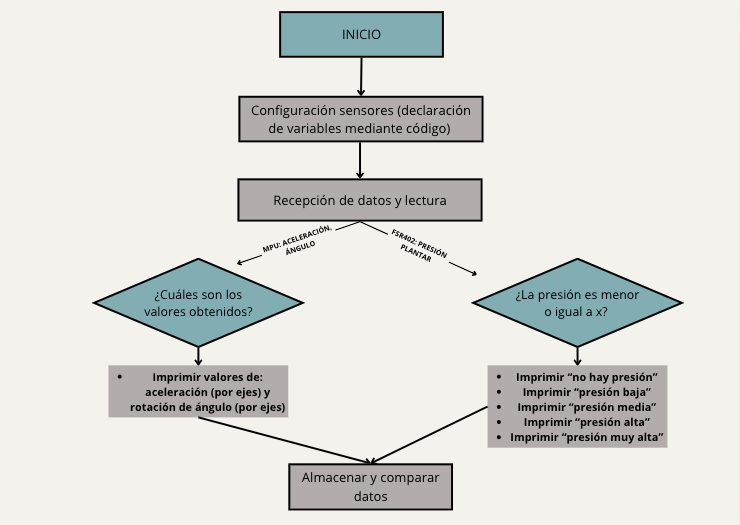 INICIO
Configuración sensores (declaración
de variables mediante código)
Recepción de datos y lectura
MPU: ACELERACIÓN,
ÁNGULO
FSR402: PRESIÓN
PLANTAR
¿Cuáles son los
valores obtenidos?
¿La presión es menor
o igual a x?
• Imprimir valores de:
aceleración (por ejes) y
rotación de ángulo (por ejes)
• Imprimir “no hay presión”
• Imprimir “presión baja”
• Imprimir “presión media”
• Imprimir “presión alta”
• Imprimir “presión muy alta”
Almacenar y comparar
datos